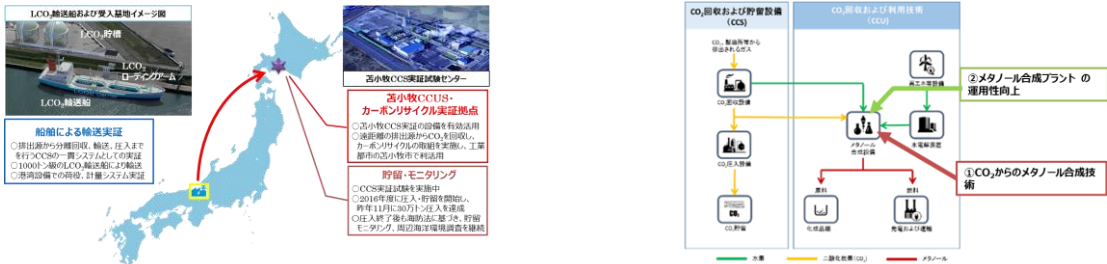 LCO₂輸送船および受入基地イメージ図
LCO₂貯槽
LCO₂
ローディングアーム
LCO₂輸送船
船舶による輸送実証
○排出源から分離回収、輸送、圧入まで
を行うCCSの一貫システムとしての実証
○1000トン級のLCO₂輸送船により輸送
○港湾設備での荷役、計量システム実証
苫小牧CCS実証試験センター
苫小牧CCUS・
カーボンリサイクル実証拠点
○苫小牧CCS実証の設備を有効活用
○遠距離の排出源からCO₂を回収し、
カーボンリサイクルの取組を実施し、工業
都市の苫小牧市で利活用
貯留・モニタリング
○CCS実証試験を実施中
○2016年度に圧入・貯留を開始し、
昨年11月に30万トン圧入を達成
○圧入終了後も海防法に基づき、貯留
モニタリング、周辺海洋環境調査を継続
CO₂回収および貯留設備
(CCS)
CO₂回収および利用技術
(CCU)
CO₂、製油所等から
排出されるガス
CO₂回収設備
CO₂圧入設備
CO₂
CO₂貯留
メタノール
合成設備
水電解装置
原料
燃料
化成品類
発電および運輸
②メタノール合成プラント の
運用性向上
①CO₂からのメタノール合成技
術
水素
二酸化炭素(CO₂)
メタノール